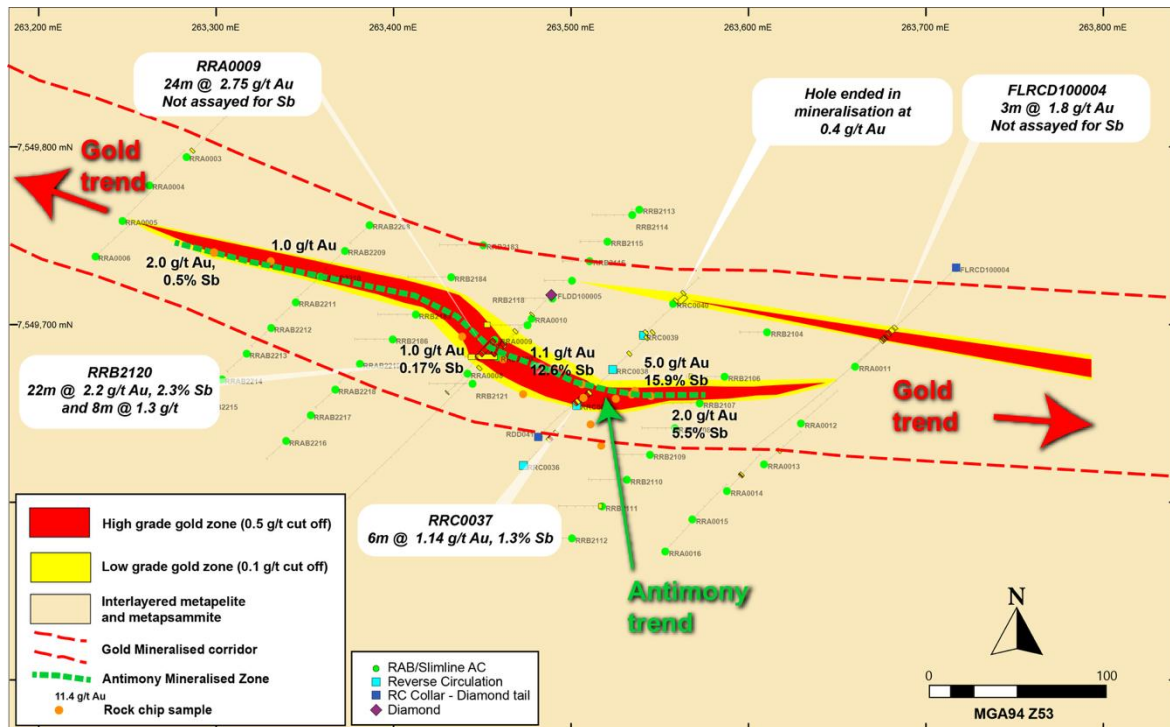 263,200 mE
263,300 mE
263,400 mE
263,500 mE
263,600 mE
263,700 mE
263,800 mE
RRA0009
24m @ 2.75 g/t Au
Not assayed for Sb
Hole ended in
mineralisation at
0.4 g/t Au
FLRCD100004
3m @ 1.8 g/t Au
Not assayed for Sb
7,549,800 mN
Gold
trend
RRA0003
RRA0004
RRA0005
RRA0006
RRAB2209
RRB2183
RRB2184
RRB2113
RRB2114
RRB2115
FLRCD100004
1.0 g/t Au
2.0 g/t Au,
0.5% Sb
RRAB2211
RRAB2212
RRAB2213
RRB2118
FLDD100005
RRA0010
RRA0009
RRC0040
RRC0039
RRC0038
RRB2104
7,549,700 mN
RRB2186
1.0 g/t Au
0.17% Sb
1.1 g/t Au
12.6% Sb
5.0 g/t Au
15.9% Sb
RRB2106
RRA0011
RRB2120
22m @ 2.2 g/t Au, 2.3% Sb
and 8m @ 1.3 g/t
RRAB2214
RRAB2218
RRAB2217
RRAB2216
RRB2121
RRB2107
2.0 g/t Au
5.5% Sb
Gold
trend
RRA0012
RRB2109
RRA0013
RRC0036
RRB2110
RRA0014
RRB2111
RRA0015
RRB2112
RRA0016
RRC0037
6m @ 1.14 g/t Au, 1.3% Sb
Antimony
trend
High grade gold zone (0.5 g/t cut off)
Low grade gold zone (0.1 g/t cut off)
Interlayered metapelite
and metapsammite
Gold Mineralised corridor
Antimony Mineralised Zone
11.4 g/t Au
Rock chip sample
RAB/Slimline AC
Reverse Circulation
RC Collar - Diamond tail
Diamond
N
0
100
MGA94 Z53